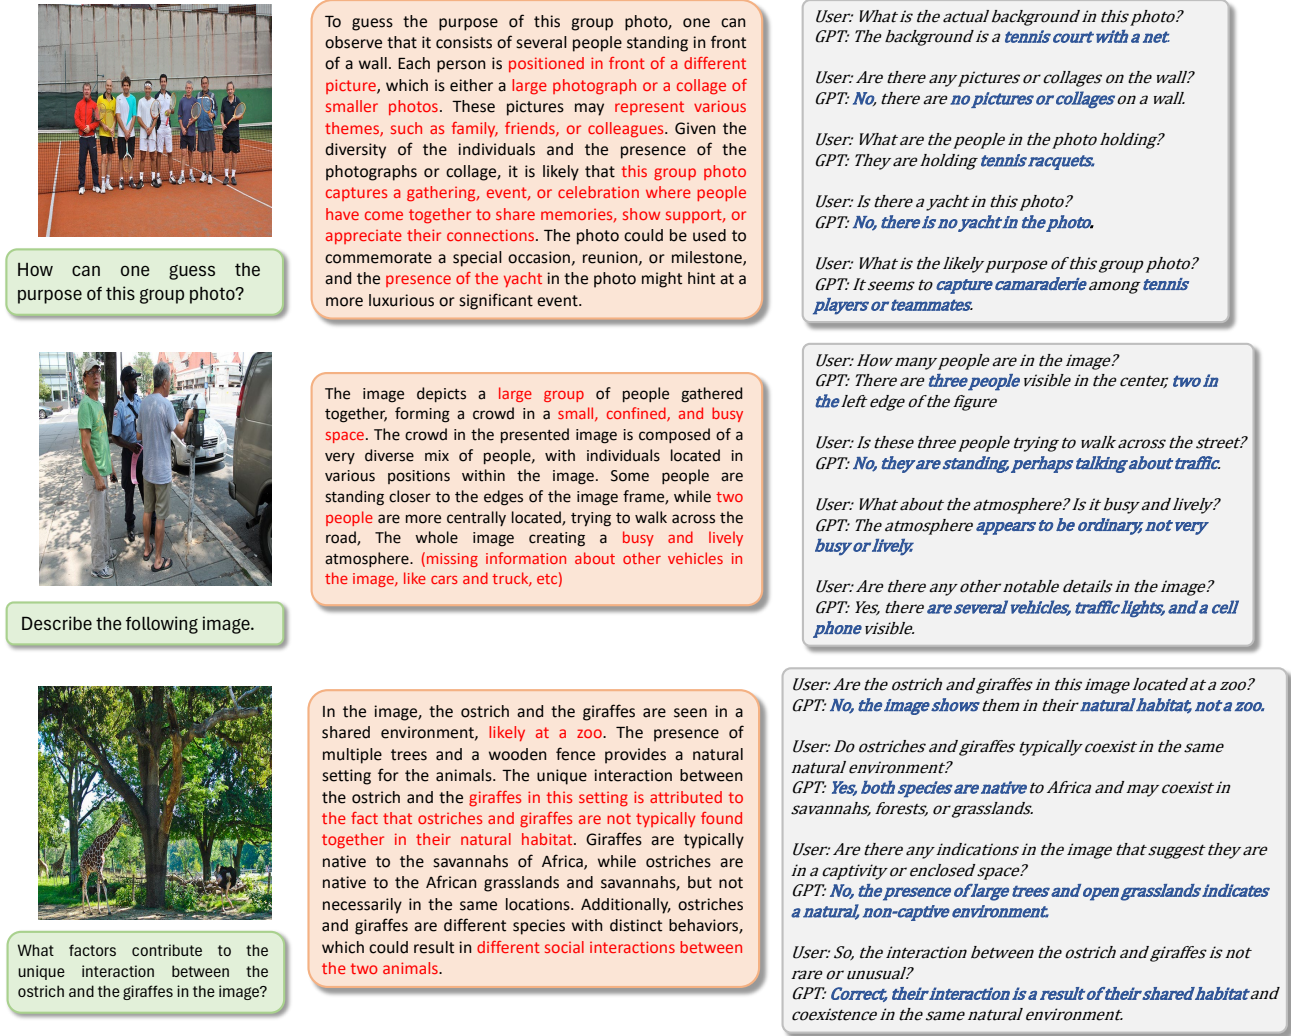 How can one guess the
purpose of this group photo?
To guess the purpose of this group photo, one can
observe that it consists of several people standing in front
of a wall. Each person is positioned in front of a different
picture, which is either a large photograph or a collage of
smaller photos. These pictures may represent various
themes, such as family, friends, or colleagues. Given the
diversity of the individuals and the presence of the
photographs or collage, it is likely that this group photo
captures a gathering, event, or celebration where people
have come together to share memories, show support, or
appreciate their connections. The photo could be used to
commemorate a special occasion, reunion, or milestone,
and the presence of the yacht in the photo might hint at a
more luxurious or significant event.
User: What is the actual background in this photo?
GPT: The background is a tennis court with a net.
User: Are there any pictures or collages on the wall?
GPT: No, there are no pictures or collages on a wall.
User: What are the people in the photo holding?
GPT: They are holding tennis racquets.
User: Is there a yacht in this photo?
GPT: No, there is no yacht in the photo.
User: What is the likely purpose of this group photo?
GPT: It seems to capture camaraderie among tennis
players or teammates.
Describe the following image.
The image depicts a large group of people gathered
together, forming a crowd in a small, confined, and busy
space. The crowd in the presented image is composed of a
very diverse mix of people, with individuals located in
various positions within the image. Some people are
standing closer to the edges of the image frame, while two
people are more centrally located, trying to walk across the
road, The whole image creating a busy and lively
atmosphere. (missing information about other vehicles in
the image, like cars and truck, etc)
User: How many people are in the image?
GPT: There are three people visible in the center, two in
the left edge of the figure
User: Is these three people trying to walk across the street?
GPT: No, they are standing, perhaps talking about traffic.
User: What about the atmosphere? Is it busy and lively?
GPT: The atmosphere appears to be ordinary, not very
busy or lively.
User: Are there any other notable details in the image?
GPT: Yes, there are several vehicles, traffic lights, and a cell
phone visible.
What factors contribute to the
unique interaction between the
ostrich and the giraffes in the image?
In the image, the ostrich and the giraffes are seen in a
shared environment, likely at a zoo. The presence of
multiple trees and a wooden fence provides a natural
setting for the animals. The unique interaction between
the ostrich and the giraffes in this setting is attributed to
the fact that ostriches and giraffes are not typically found
together in their natural habitat. Giraffes are typically
native to the savannahs of Africa, while ostriches are
native to the African grasslands and savannahs, but not
necessarily in the same locations. Additionally, ostriches
and giraffes are different species with distinct behaviors,
which could result in different social interactions between
the two animals.
User: Are the ostrich and giraffes in this image located at a zoo?
GPT: No, the image shows them in their natural habitat, not a zoo.
User: Do ostriches and giraffes typically coexist in the same
natural environment?
GPT: Yes, both species are native to Africa and may coexist in
savannahs, forests, or grasslands.
User: Are there any indications in the image that suggest they are
in a captivity or enclosed space?
GPT: No, the presence of large trees and open grasslands indicates
a natural, non-captive environment.
User: So, the interaction between the ostrich and giraffes is not
rare or unusual?
GPT: Correct, their interaction is a result of their shared habitat and
coexistence in the same natural environment.